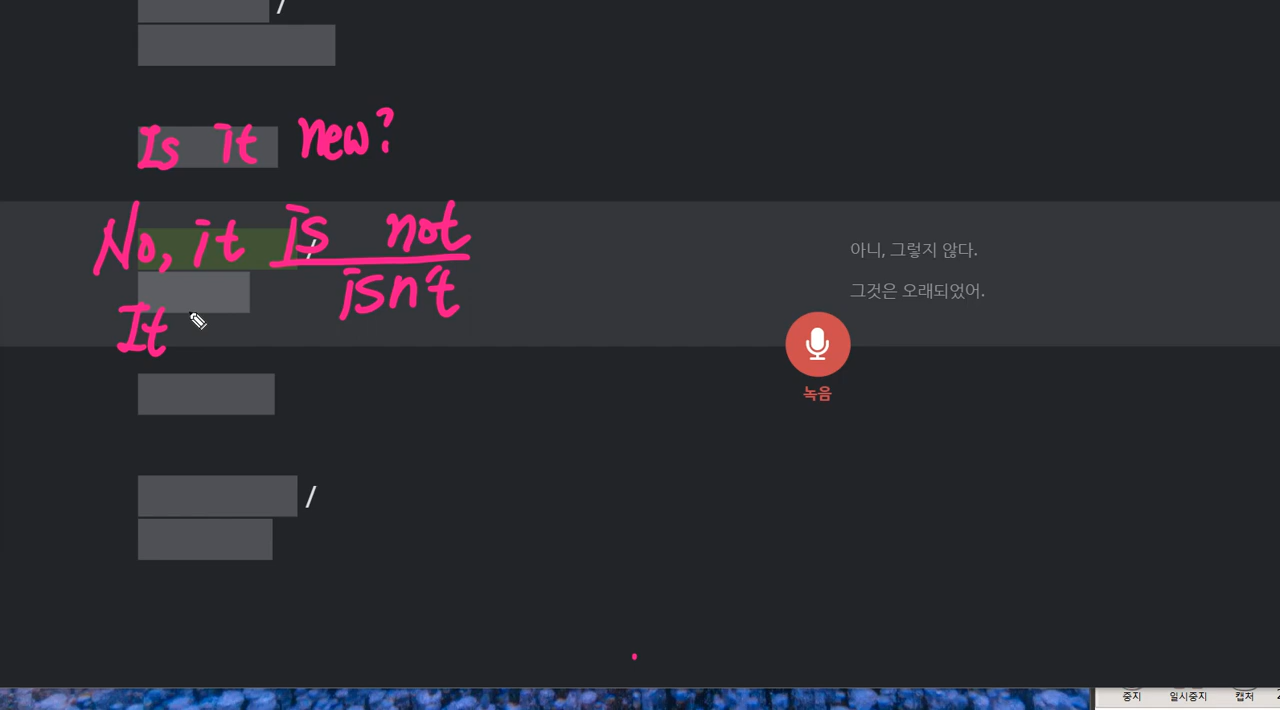 /
Is it new?
No, it is not
/
isn't
It
아니, 그렇지 않다.
그것은 오래되었어.
녹음
/
중지 일시중지 캡처